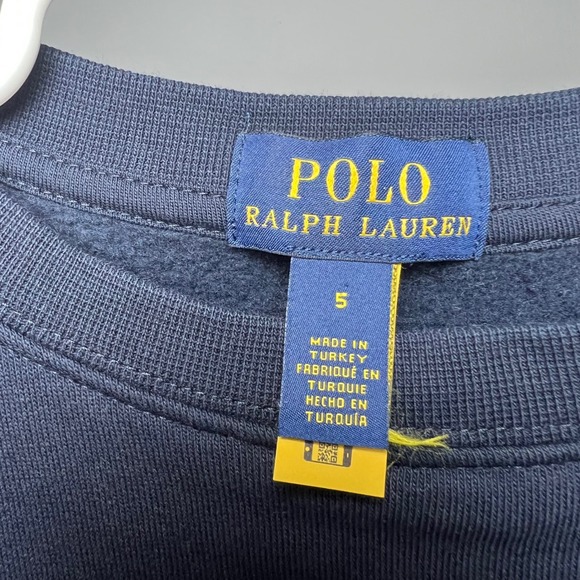 POLO
RALPH LAUREN
5
MADE IN
TURKEY
FABRIQUÉ EN
TURQUIE
HECHO EN
TURQUÍA